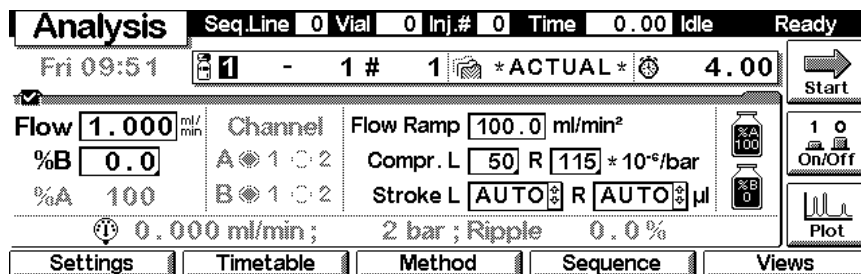 Analysis Seq.Line 0 Vial 0 Inj.# 0 Time 0.00 Idle Ready
Fri 09:51 1 - 1 # 1 *ACTUAL* 4.00
Start
Flow 1.000 ml/min Channel Flow Ramp 100.0 ml/min² %A 100 1 0
%B 0.0 A 1 2 Compr. L 50 R 115 *10⁻⁶/bar On/Off
%A 100 B 1 2 Stroke L AUTO R AUTO µl %B 0
0.000 ml/min ; 2 bar ; Ripple 0.0 % Plot
Settings Timetable Method Sequence Views